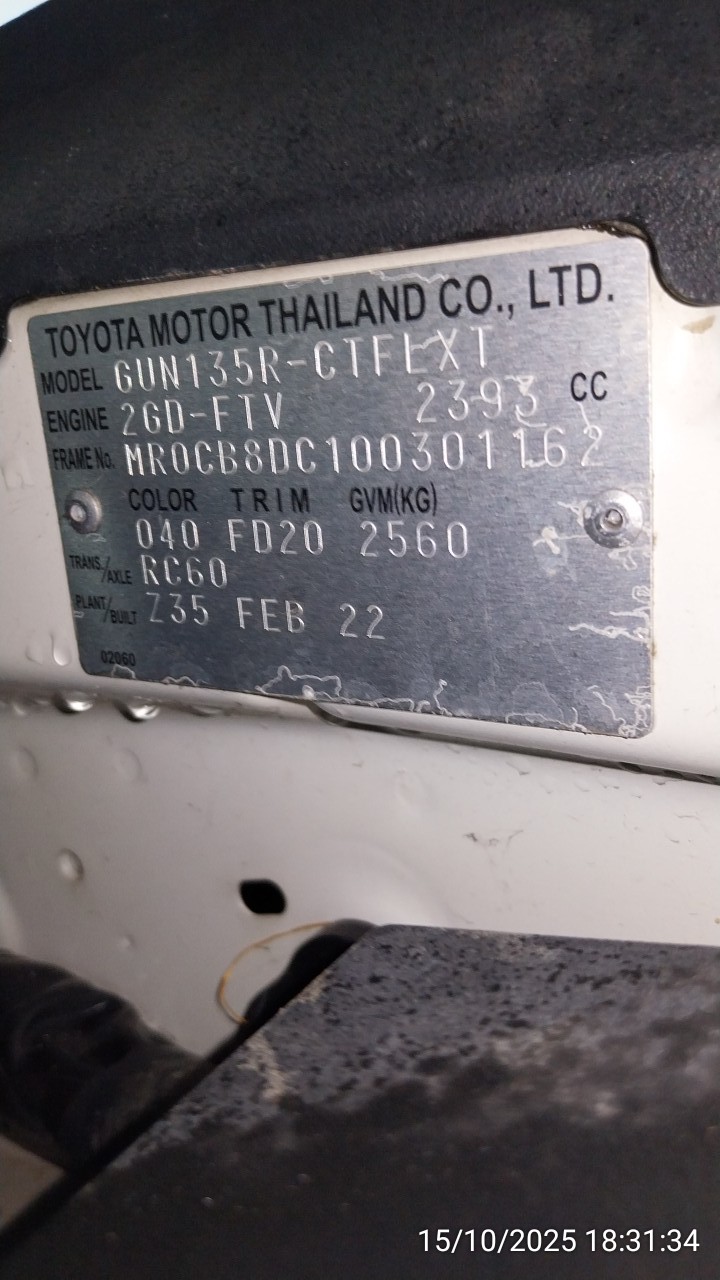 TOYOTA MOTOR THAILAND CO., LTD.
MODEL GUN135R-CTFLXT
ENGINE 2GD-FTV 2393 CC
FRAME No. MR0CB8DC100301162
COLOR TRIM GVM(KG)
040 FD20 2560
TRANS./AXLE RC60
PLANT/BUILT Z35 FEB 22
02060
15/10/2025 18:31:34